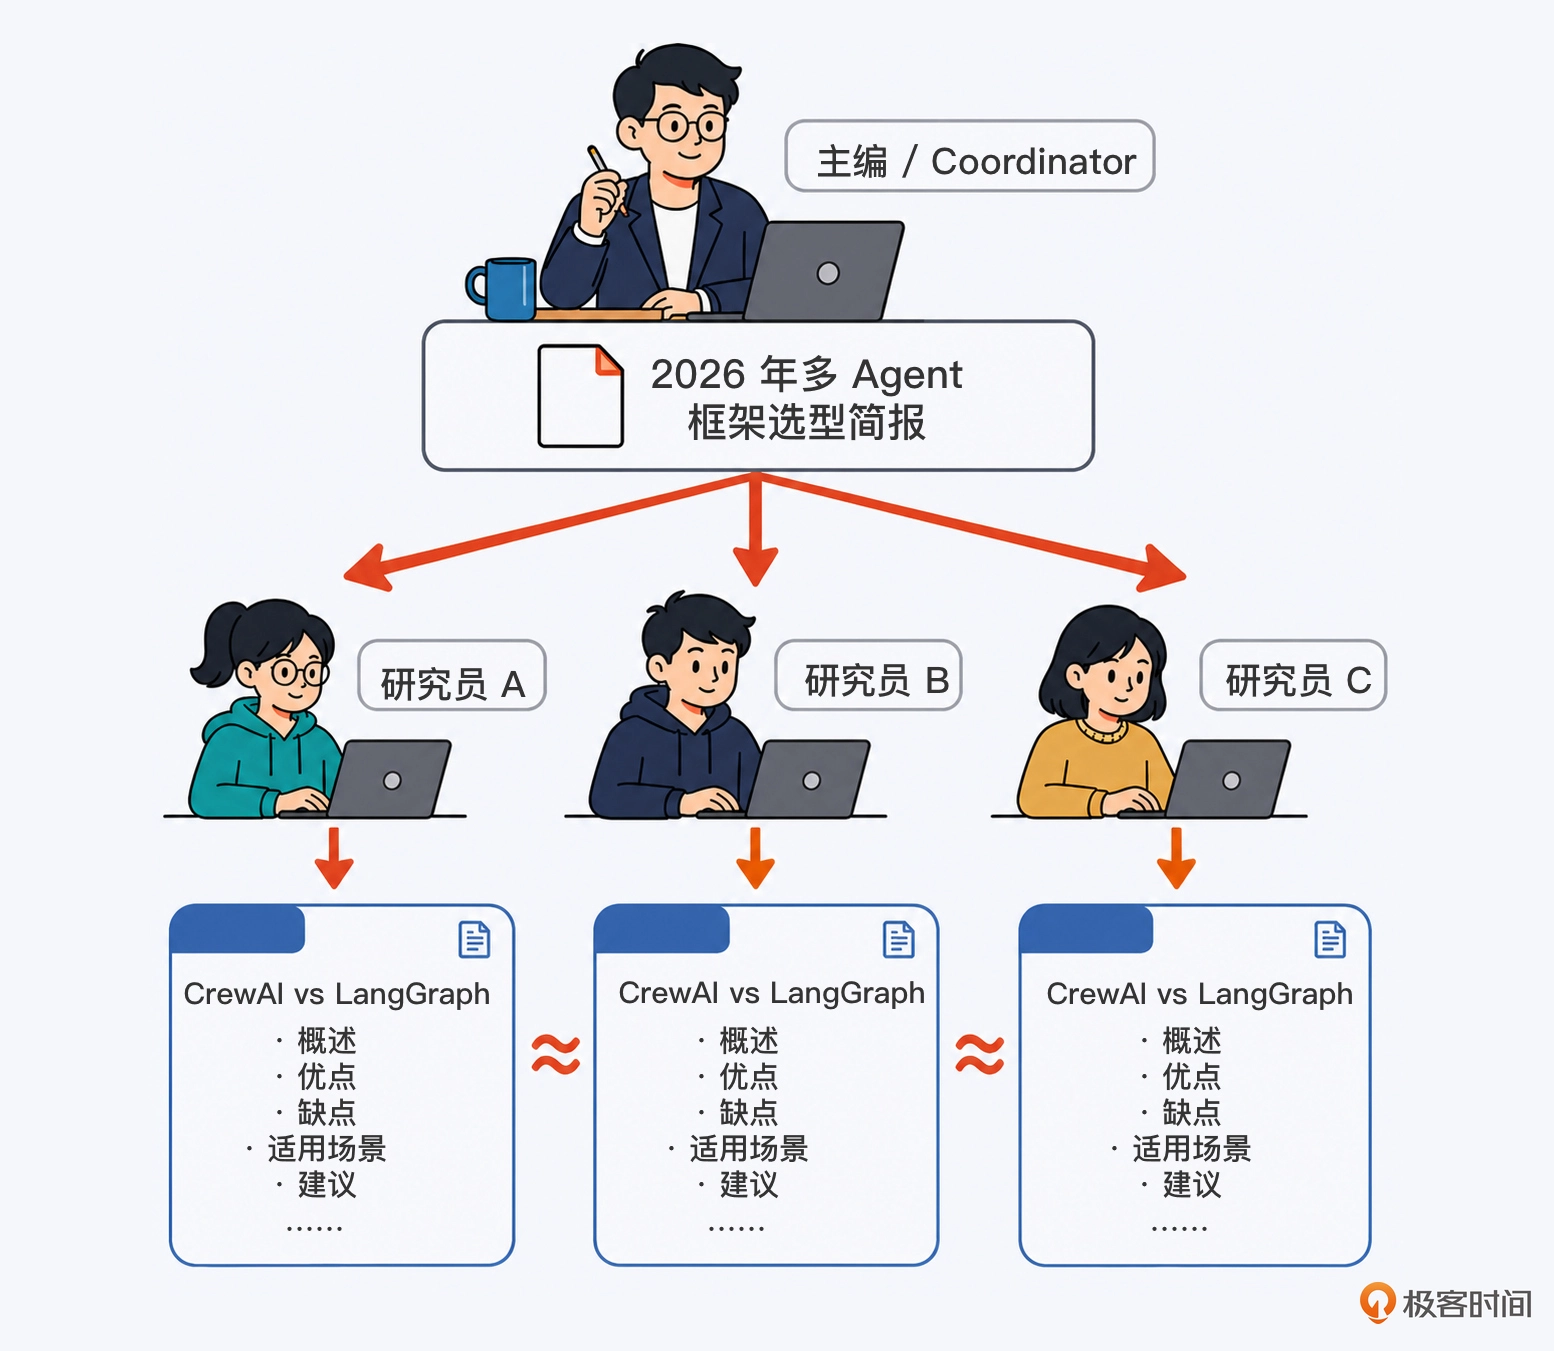 主编 / Coordinator
2026 年多 Agent
框架选型简报
研究员 A
研究员 B
研究员 C
CrewAI vs LangGraph
· 概述
· 优点
· 缺点
· 适用场景
· 建议
......
CrewAI vs LangGraph
· 概述
· 优点
· 缺点
· 适用场景
· 建议
......
CrewAI vs LangGraph
· 概述
· 优点
· 缺点
· 适用场景
· 建议
......
极客时间